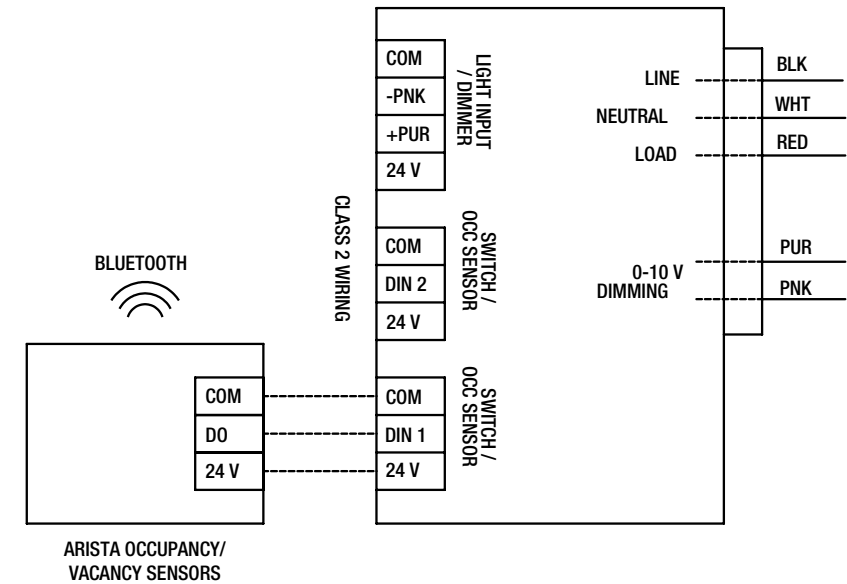 COM
-PNK
+PUR
24 V
LIGHT INPUT
/ DIMMER
LINE
NEUTRAL
LOAD
BLK
WHT
RED
CLASS 2 WIRING
COM
DIN 2
24 V
SWITCH /
OCC SENSOR
0-10 V
DIMMING
PUR
PNK
BLUETOOTH
COM
DO
24 V
COM
DIN 1
24 V
SWITCH /
OCC SENSOR
ARISTA OCCUPANCY/
VACANCY SENSORS